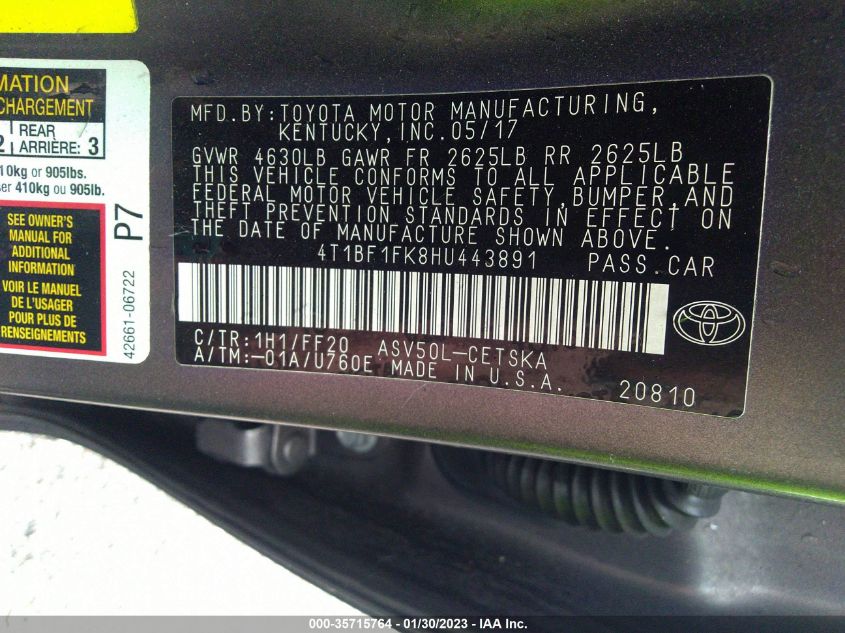 MATION
CHARGEMENT
2 REAR ARRIÈRE: 3
10kg or 905lbs.
ser 410kg ou 905lb.
SEE OWNER'S
MANUAL FOR
ADDITIONAL
INFORMATION
VOIR LE MANUEL
DE L'USAGER
POUR PLUS DE
RENSEIGNEMENTS
P7
42661-06722
MFD.BY:TOYOTA MOTOR MANUFACTURING,
KENTUCKY,INC.05/17
GVWR 4630LB GAWR FR 2625LB RR 2625LB
THIS VEHICLE CONFORMS TO ALL APPLICABLE
FEDERAL MOTOR VEHICLE SAFETY,BUMPER,AND
THEFT PREVENTION STANDARDS IN EFFECT ON
THE DATE OF MANUFACTURE SHOWN ABOVE.
4T1BF1FK8HU443891 PASS.CAR
C/TR:1H1/FF20 ASV50L-CETSKA
A/TM:-01A/U760E MADE IN U.S.A. 20810
000-35715764 - 01/30/2023 - IAA Inc.